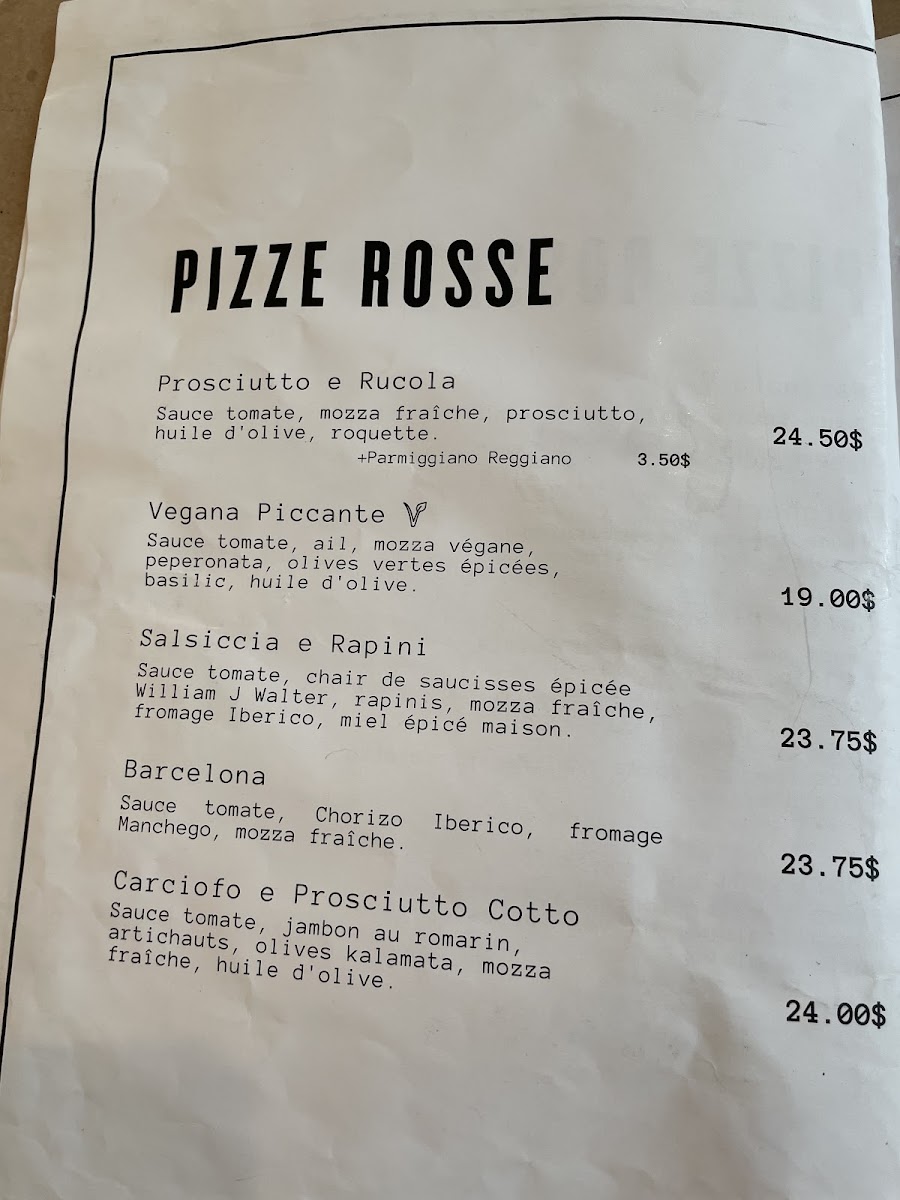 PIZZE ROSSE
Prosciutto e Rucola
Sauce tomate, mozza fraîche, prosciutto,
huile d'olive, roquette.
24.50$
+Parmiggiano Reggiano 3.50$
Vegana Piccante
Sauce tomate, ail, mozza végane,
peperonata, olives vertes épicées,
basilic, huile d'olive.
19.00$
Salsiccia e Rapini
Sauce tomate, chair de saucisses épicée
William J Walter, rapinis, mozza fraîche,
fromage Iberico, miel épicé maison.
23.75$
Barcelona
Sauce tomate, Chorizo Iberico, fromage
Manchego, mozza fraîche.
23.75$
Carciofo e Prosciutto Cotto
Sauce tomate, jambon au romarin,
artichauts, olives kalamata, mozza
fraîche, huile d'olive.
24.00$